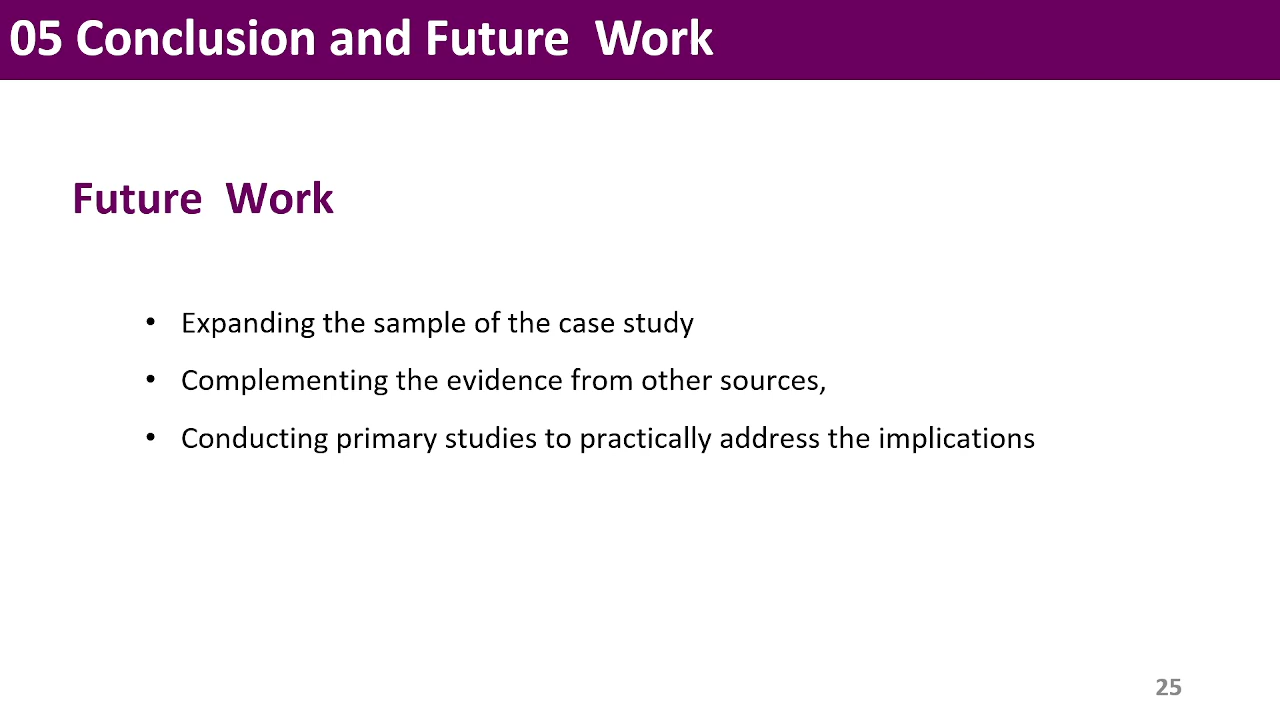 05 Conclusion and Future  Work
Future  Work
• Expanding the sample of the case study
• Complementing the evidence from other sources,
• Conducting primary studies to practically address the implications
25